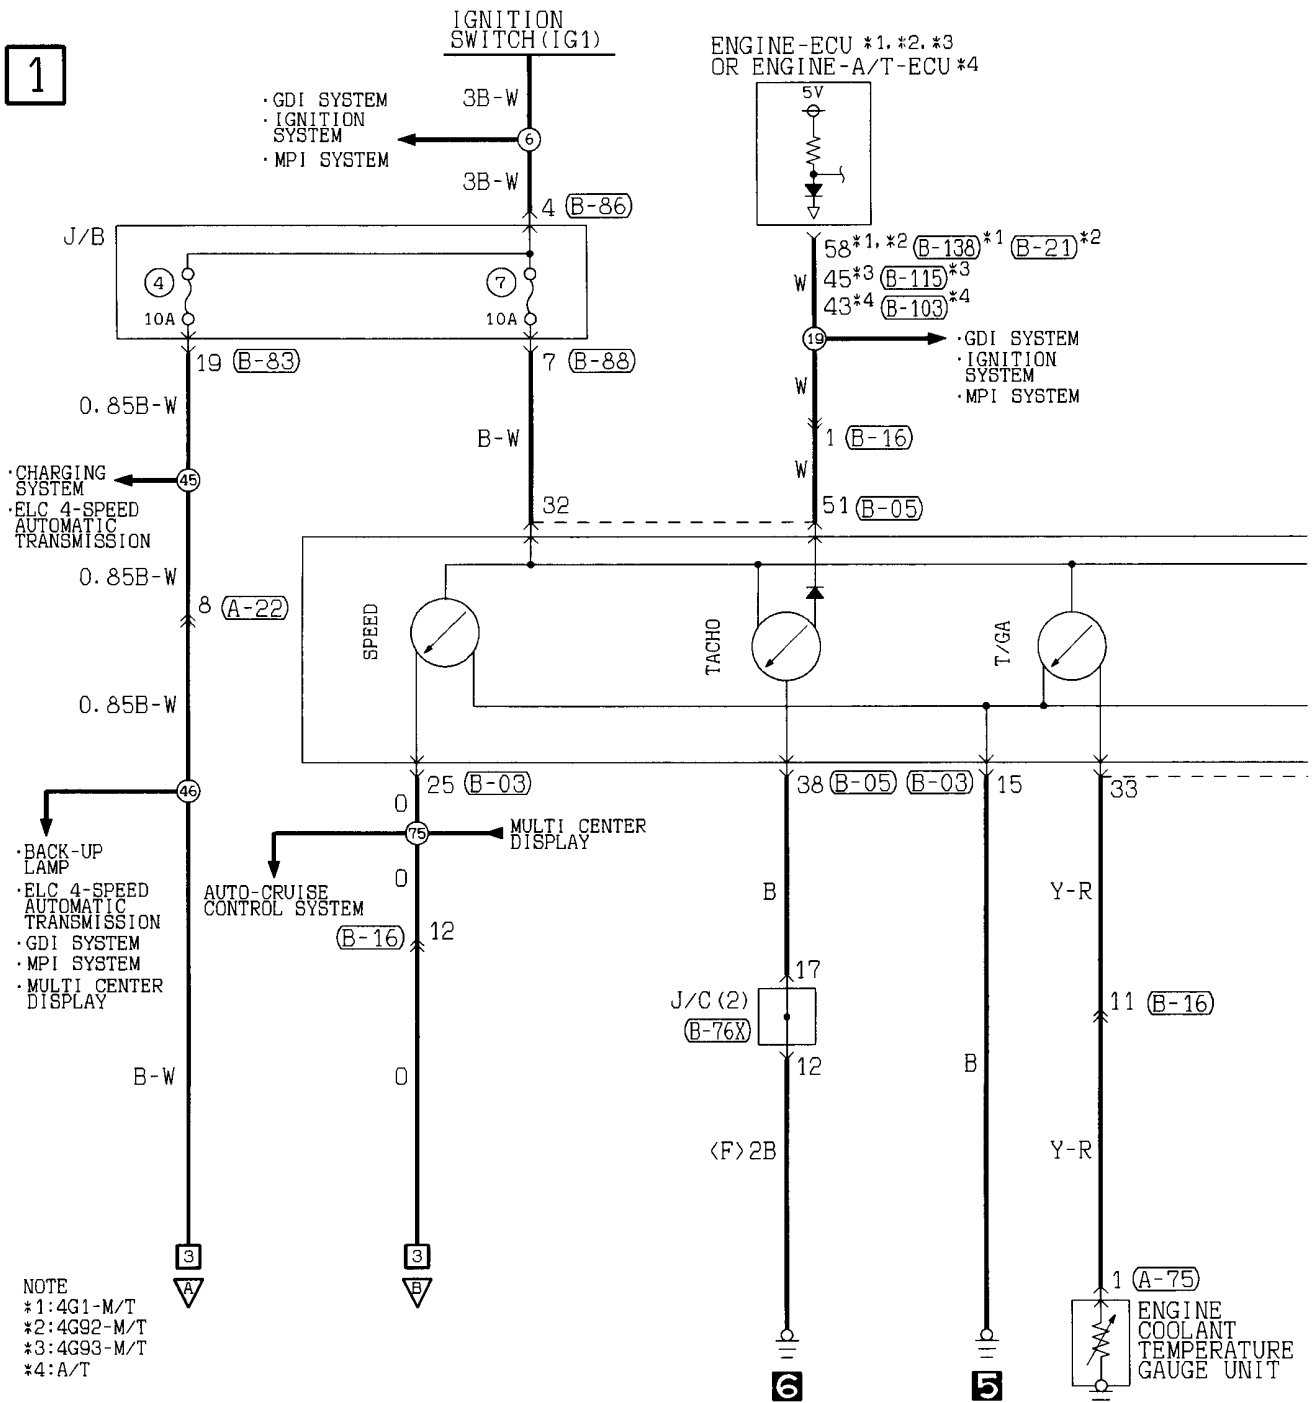 1
IGNITION
SWITCH(IG1)
ENGINE-ECU *1.*2.*3
OR ENGINE-A/T-ECU*4
5V
3B-W
·GDI SYSTEM
·IGNITION
SYSTEM
·MPI SYSTEM
6
3B-W
4 (B-86)
J/B
4
10A
7
10A
58*1,*2 (B-138)*1 (B-21)*2
W
45*3 (B-115)*3
43*4 (B-103)*4
19
·GDI SYSTEM
·IGNITION
SYSTEM
·MPI SYSTEM
19 (B-83)
7 (B-88)
0.85B-W
W
B-W
1 (B-16)
W
·CHARGING
SYSTEM
45
·ELC 4-SPEED
AUTOMATIC
TRANSMISSION
32
51 (B-05)
0.85B-W
8 (A-22)
SPEED
TACHO
T/GA
0.85B-W
46
25 (B-03)
38 (B-05)
(B-03) 15
33
O
75
MULTI CENTER
DISPLAY
·BACK-UP
LAMP
·ELC 4-SPEED
AUTOMATIC
TRANSMISSION
·GDI SYSTEM
·MPI SYSTEM
·MULTI CENTER
DISPLAY
O
AUTO-CRUISE
CONTROL SYSTEM
B
Y-R
(B-16) 12
17
J/C(2)
(B-76X)
12
11 (B-16)
B-W
O
B
<F>2B
Y-R
3
A
3
B
1 (A-75)
ENGINE
COOLANT
TEMPERATURE
GAUGE UNIT
NOTE
*1:4G1-M/T
*2:4G92-M/T
*3:4G93-M/T
*4:A/T
6
5